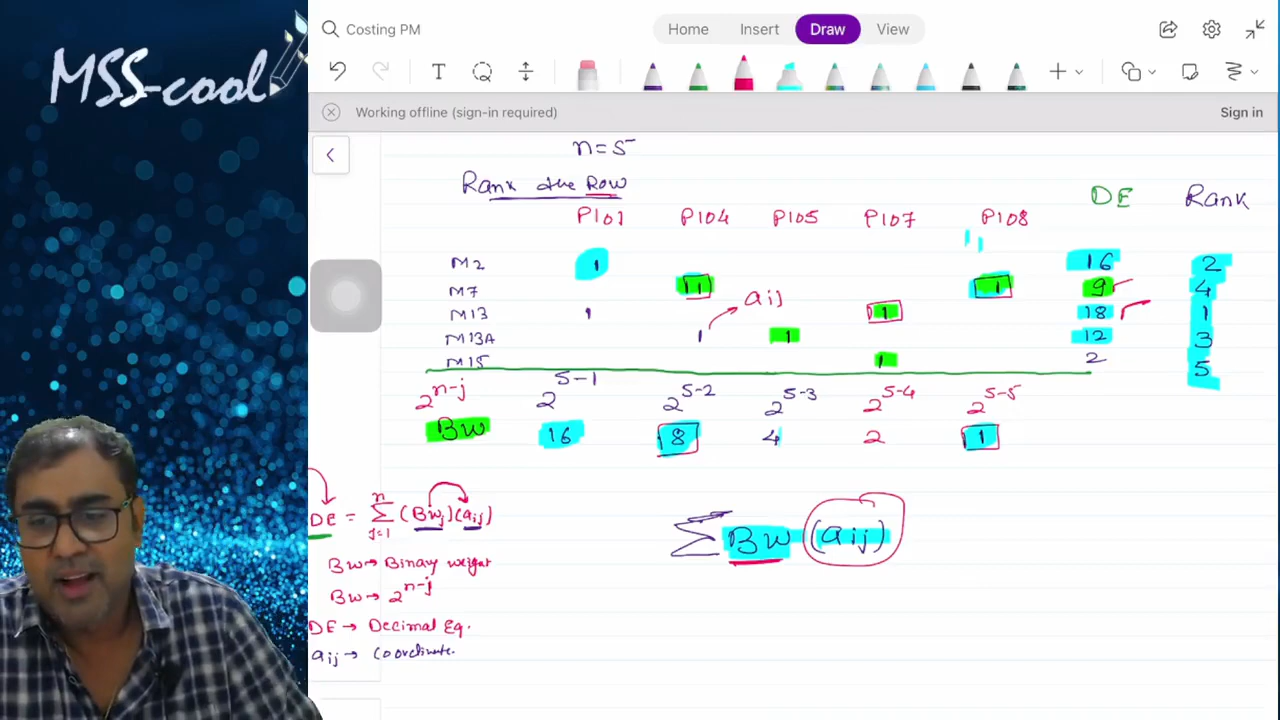 MSS-cool
Costing PM
Home Insert Draw View
Working offline (sign-in required)
Sign in
n=5
Rank the Row
DE Rank
P101 P104 P105 P107 P108
M2 1 16 2
M7 1 1 9 4
aij
M13 1 1 18 1
M13A 1 1 12 3
M15 1 2 5
2^n-j 2^5-1 2^5-2 2^5-3 2^5-4 2^5-5
BW 16 8 4 2 1
DE = n∑j=1 (BWj)(aij)
∑ BW (aij)
BW→ Binary weight
BW→ 2^n-j
DE → Decimal Eq.
aij → coordinate.